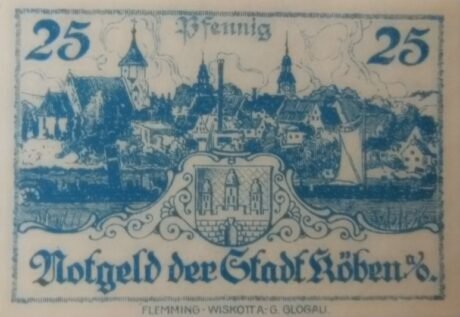 25 Pfennig 25
Notgeld der Stadt Köben a/O.
FLEMMING-WISKOTT A-G. GLOGAU.